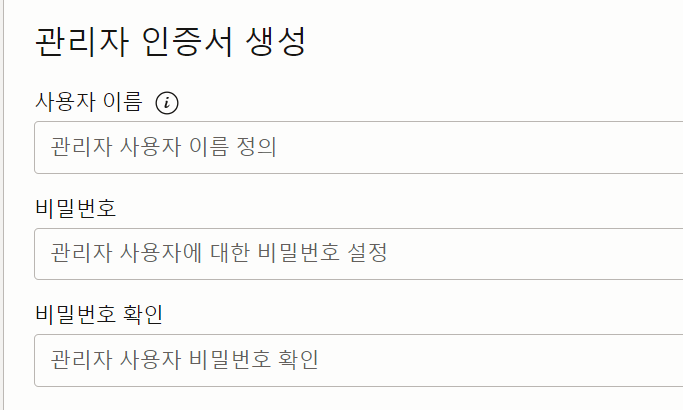 관리자 인증서 생성
사용자 이름
관리자 사용자 이름 정의
비밀번호
관리자 사용자에 대한 비밀번호 설정
비밀번호 확인
관리자 사용자 비밀번호 확인